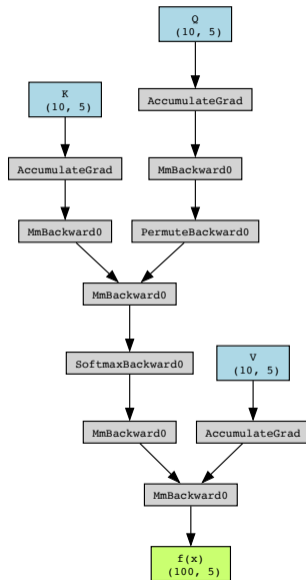 Q
(10, 5)
K
(10, 5)
AccumulateGrad
AccumulateGrad
MmBackward0
MmBackward0
PermuteBackward0
MmBackward0
SoftmaxBackward0
V
(10, 5)
MmBackward0
AccumulateGrad
MmBackward0
f(x)
(100, 5)